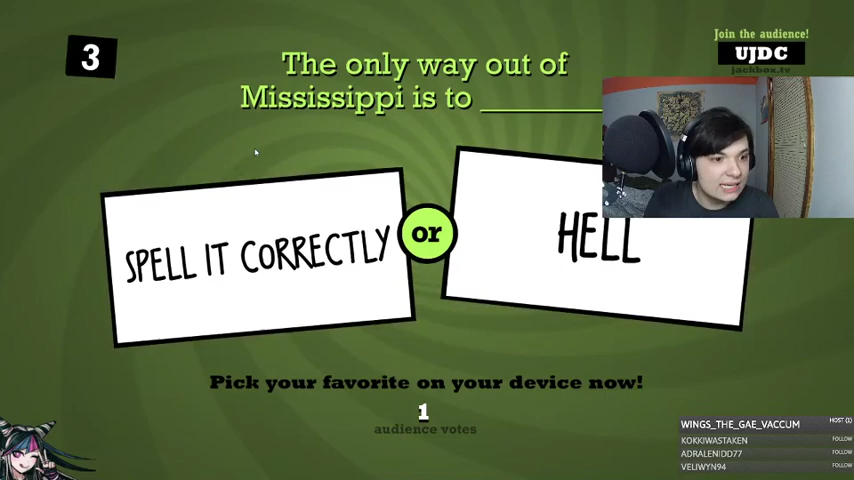 3
The only way out of
Mississippi is to ________
Join the audience!
UJDC
jackbox.tv
SPELL IT CORRECTLY
or
HELL
Pick your favorite on your device now!
1
audience votes
WINGS_THE_GAE_VACCUM HOST (1)
KOKKIWASTAKEN FOLLOW
ADRALENIDD77 FOLLOW
VELIWYN94 FOLLOW